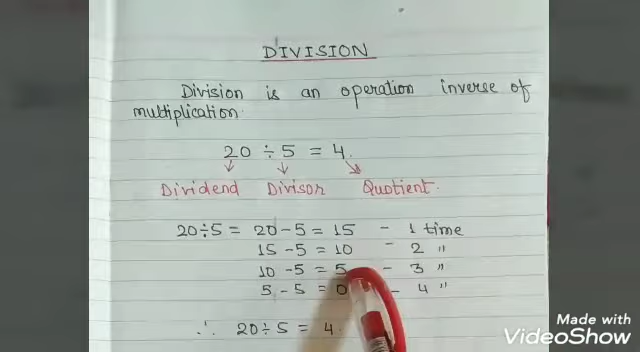 DIVISION
Division is an operation inverse of
multiplication.
20 ÷ 5 = 4.
Dividend Divisor Quotient.
20÷5 = 20 - 5 = 15 - 1 time
15 - 5 = 10 - 2 "
10 - 5 = 5 - 3 "
5 - 5 = 0 - 4 "
∴ 20÷5 = 4.
Made with
VideoShow